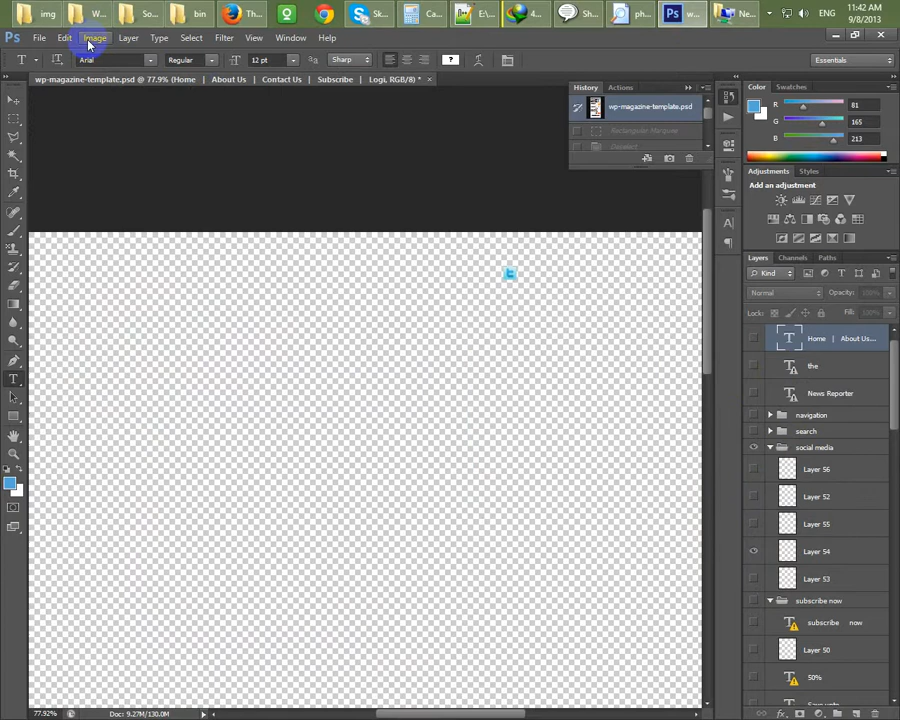 img
W...
So...
bin
Th...
Sk...
Ca...
E:\...
4...
Sh...
ph...
w...
Ne...
ENG
11:42 AM
9/8/2013
Ps File Edit Image Layer Type Select Filter View Window Help
T Arial Regular 12 pt aa Sharp ? Essentials
wp-magazine-template.psd @ 77.9% (Home | About Us | Contact Us | Subscribe | Logi, RGB/8) * ×
History Actions
wp-magazine-template.psd
Rectangular Marquee
Deselect
Color Swatches
R 81
G 165
B 213
Adjustments Styles
Add an adjustment
Layers Channels Paths
Kind
Normal Opacity: 100%
Lock: Fill: 100%
Home | About Us...
the
News Reporter
navigation
search
social media
Layer 56
Layer 52
Layer 55
Layer 54
Layer 53
subscribe now
subscribe now
Layer 50
50%
77.92% Doc: 9.27M/130.0M